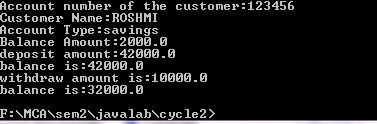 Account number of the customer:123456
Customer Name:ROSHMI
Account Type:savings
Balance Amount:2000.0
deposit amount:42000.0
balance is:42000.0
withdraw amount is:10000.0
balance is:32000.0
F:\MCA\sem2\javalab\cycle2>